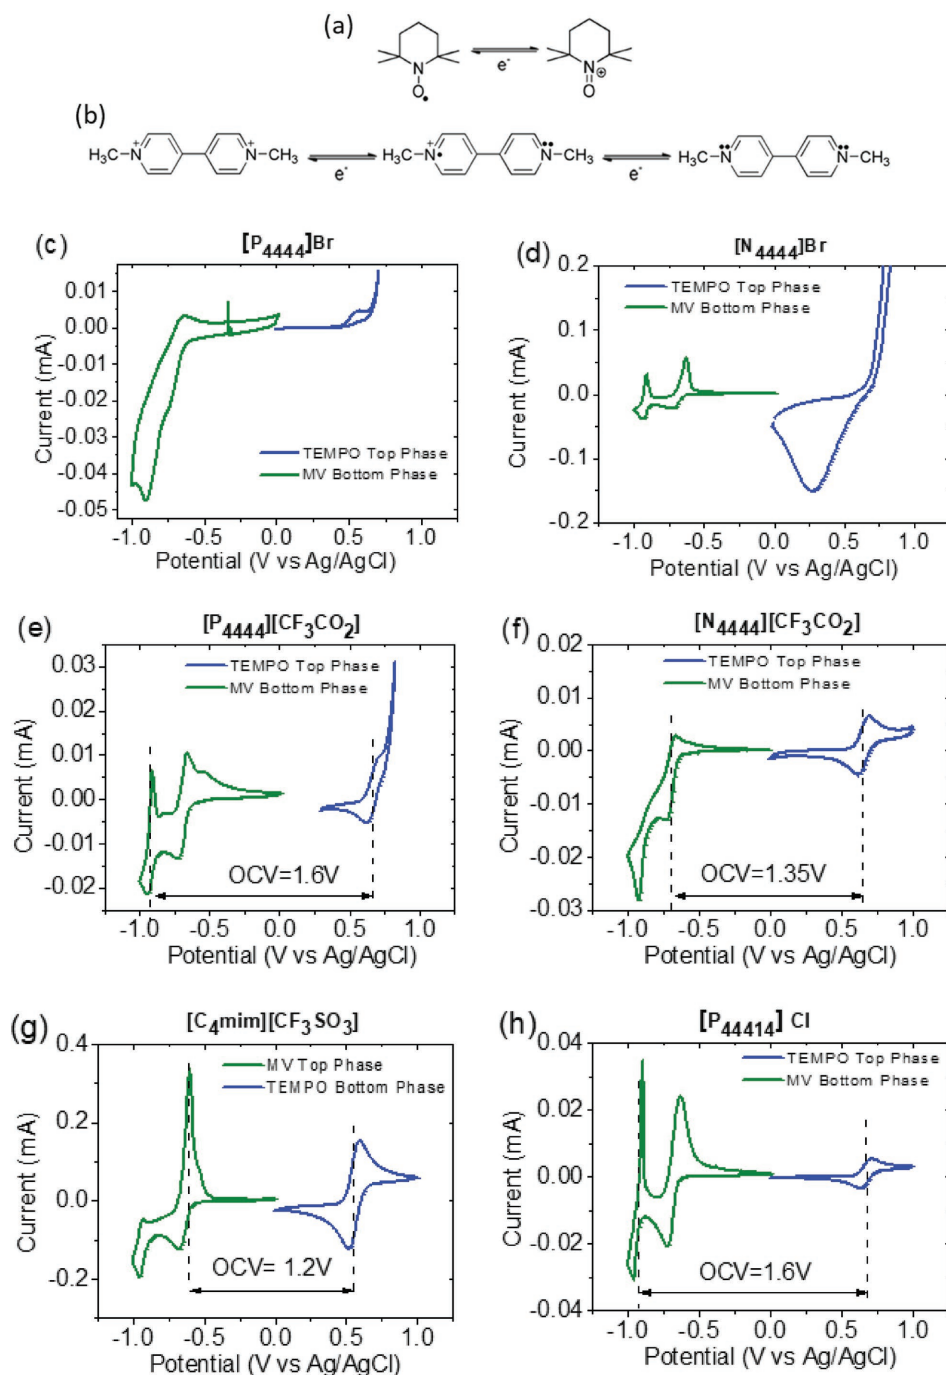 (a)
N
O
e-
N
⊕
O
(b)
H₃C-N
+
+
N-CH₃
e-
H₃C-N
+
N-CH₃
e-
H₃C-N
N-CH₃
(c)
[P₄₄₄₄]Br
0.01
0.00
-0.01
-0.02
-0.03
-0.04
-0.05
Current (mA)
TEMPO Top Phase
MV Bottom Phase
-1.0 -0.5 0.0 0.5 1.0
Potential (V vs Ag/AgCl)
(d)
[N₄₄₄₄]Br
0.2
0.1
0.0
-0.1
-0.2
Current (mA)
TEMPO Top Phase
MV Bottom Phase
-1.0 -0.5 0.0 0.5 1.0
Potential (V vs Ag/AgCl)
(e)
[P₄₄₄₄][CF₃CO₂]
0.03
0.02
0.01
0.00
-0.01
-0.02
Current (mA)
TEMPO Top Phase
MV Bottom Phase
OCV=1.6V
-1.0 -0.5 0.0 0.5 1.0
Potential (V vs Ag/AgCl)
(f)
[N₄₄₄₄][CF₃CO₂]
0.02
0.01
0.00
-0.01
-0.02
-0.03
Current (mA)
TEMPO Top Phase
MV Bottom Phase
OCV=1.35V
-1.0 -0.5 0.0 0.5 1.0
Potential (V vs Ag/AgCl)
(g)
[C₄mim][CF₃SO₃]
0.4
0.2
0.0
-0.2
Current (mA)
MV Top Phase
TEMPO Bottom Phase
OCV= 1.2V
-1.0 -0.5 0.0 0.5 1.0
Potential (V vs Ag/AgCl)
(h)
[P₄₄₄₁₄] Cl
0.04
0.02
0.00
-0.02
-0.04
Current (mA)
TEMPO Top Phase
MV Bottom Phase
OCV=1.6V
-1.0 -0.5 0.0 0.5 1.0
Potential (V vs Ag/AgCl)